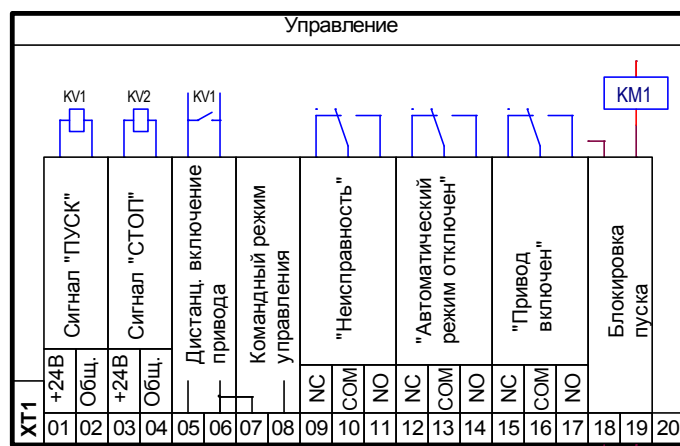 Управление
KV1
KV2
KV1
KM1
Сигнал "ПУСК"
Сигнал "СТОП"
Дистанц. включение
привода
Командный режим
управления
"Неисправность"
"Автоматический
режим отключен"
"Привод
включен"
Блокировка
пуска
+24В
Общ.
+24В
Общ.
NC
COM
NO
NC
COM
NO
NC
COM
NO
XT1
01 02 03 04 05 06 07 08 09 10 11 12 13 14 15 16 17 18 19 20